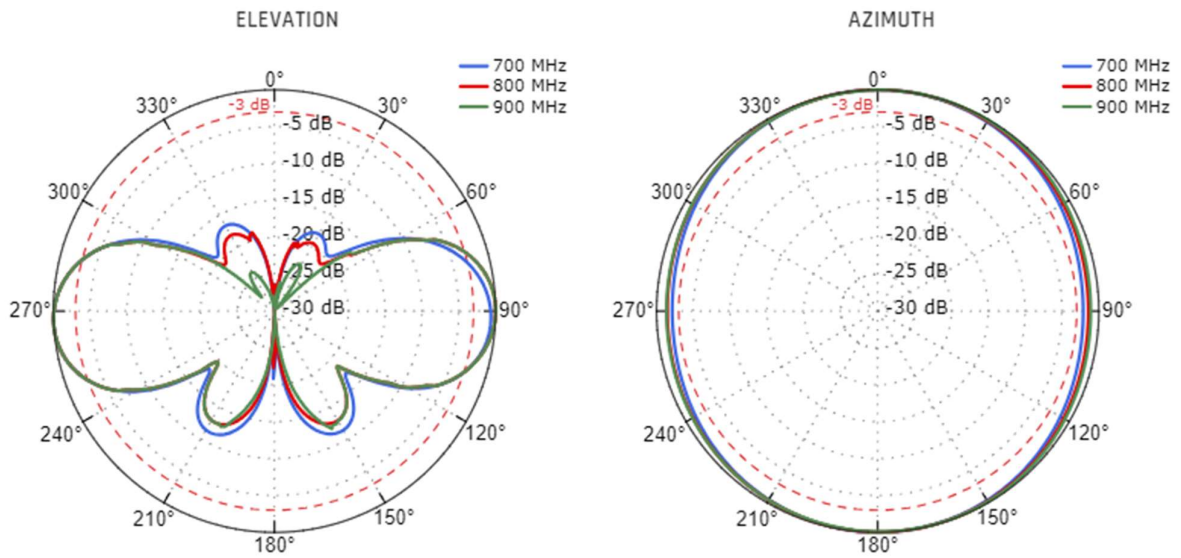 ELEVATION
700 MHz
800 MHz
900 MHz
0°
30°
60°
90°
120°
150°
180°
210°
240°
270°
300°
330°
-3 dB
-5 dB
-10 dB
-15 dB
-20 dB
-25 dB
-30 dB
AZIMUTH
700 MHz
800 MHz
900 MHz
0°
30°
60°
90°
120°
150°
180°
210°
240°
270°
300°
330°
-3 dB
-5 dB
-10 dB
-15 dB
-20 dB
-25 dB
-30 dB